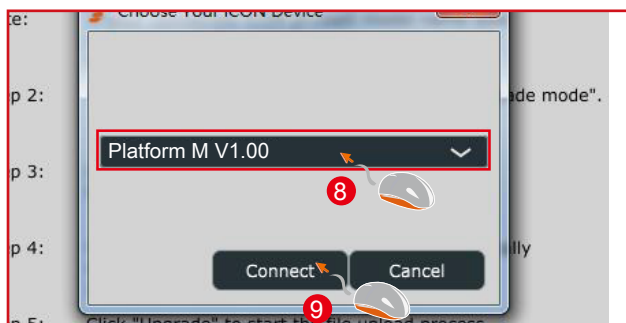 Choose Your iCON Device
te:
p 2:
ade mode".
Platform M V1.00
p 3:
8
p 4:
lly
Connect
Cancel
9
p 5:
Click "Upgrade" to start the file upload process